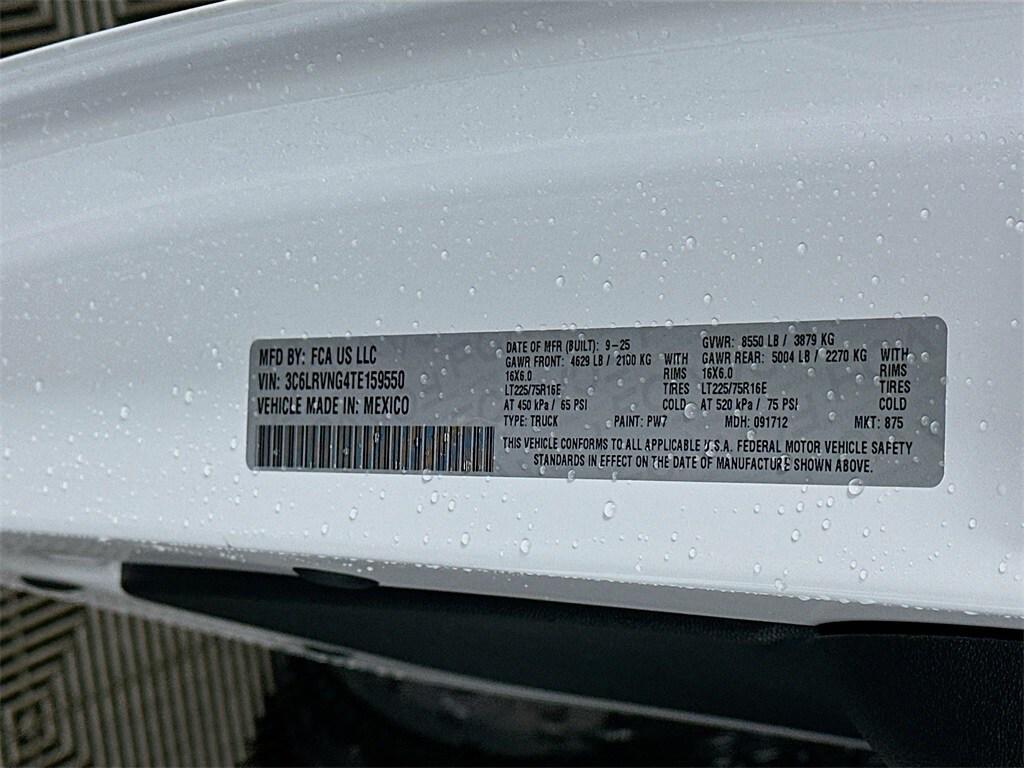 MFD BY: FCA US LLC
VIN: 3C6LRVNG4TE159550
VEHICLE MADE IN: MEXICO
DATE OF MFR (BUILT): 9-25
GAWR FRONT: 4629 LB / 2100 KG WITH
16X6.0 RIMS
LT225/75R16E TIRES
AT 450 kPa / 65 PSI COLD
GVWR: 8550 LB / 3879 KG
GAWR REAR: 5004 LB / 2270 KG WITH
16X6.0 RIMS
LT225/75R16E TIRES
AT 520 kPa / 75 PSI COLD
TYPE: TRUCK PAINT: PW7 MDH: 091712 MKT: 875
THIS VEHICLE CONFORMS TO ALL APPLICABLE U.S.A. FEDERAL MOTOR VEHICLE SAFETY
STANDARDS IN EFFECT ON THE DATE OF MANUFACTURE SHOWN ABOVE.